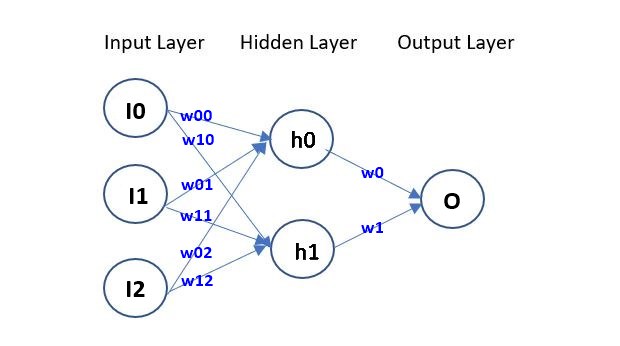 Input Layer Hidden Layer Output Layer
I0
w00
w10
h0
w0
I1
w01
w11
O
w1
h1
I2
w02
w12